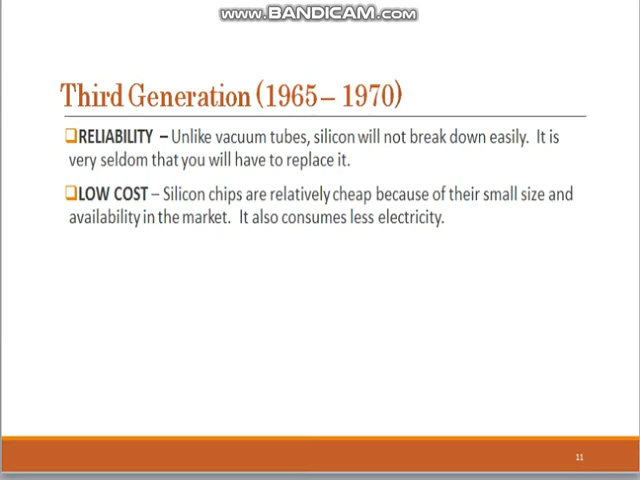 www.BANDICAM.com
Third Generation (1965 – 1970)
❑RELIABILITY – Unlike vacuum tubes, silicon will not break down easily. It is
very seldom that you will have to replace it.
❑LOW COST – Silicon chips are relatively cheap because of their small size and
availability in the market. It also consumes less electricity.
11